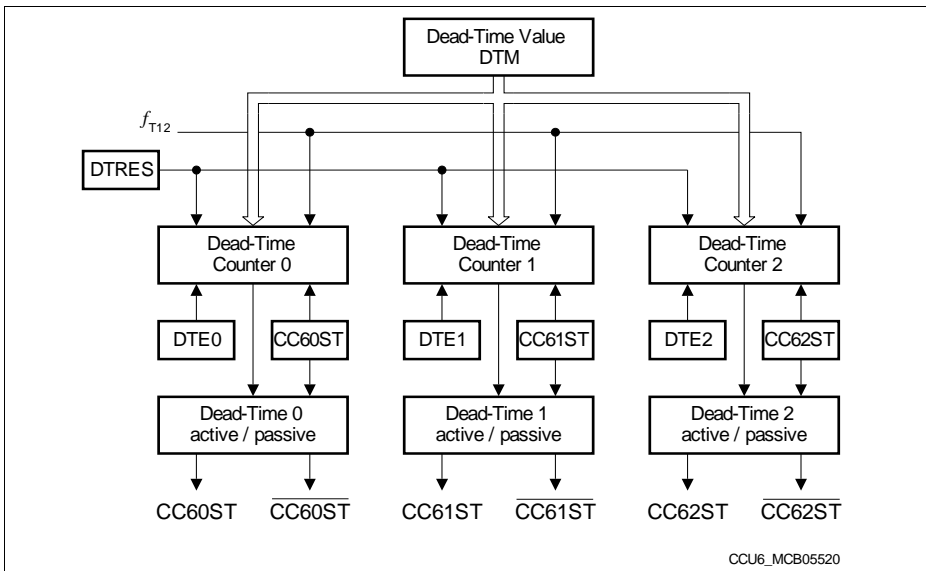 Dead-Time Value
DTM
fT12
DTRES
Dead-Time
Counter 0
Dead-Time
Counter 1
Dead-Time
Counter 2
DTE0
CC60ST
DTE1
CC61ST
DTE2
CC62ST
Dead-Time 0
active / passive
Dead-Time 1
active / passive
Dead-Time 2
active / passive
CC60ST
CC60ST
CC61ST
CC61ST
CC62ST
CC62ST
CCU6_MCB05520